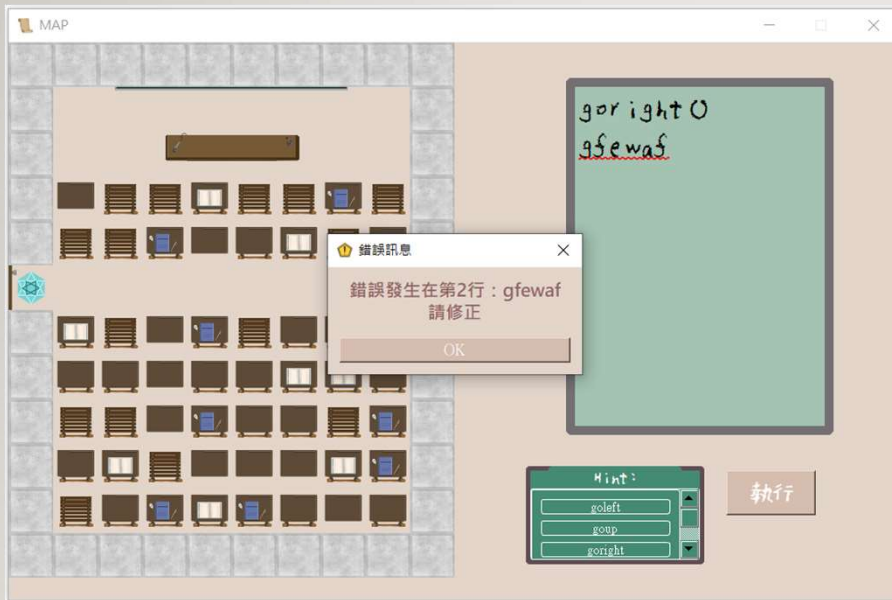 MAP
goright()
gfewaf
錯誤訊息
錯誤發生在第2行：gfewaf
請修正
OK
Hint:
goleft
goup
goright
執行